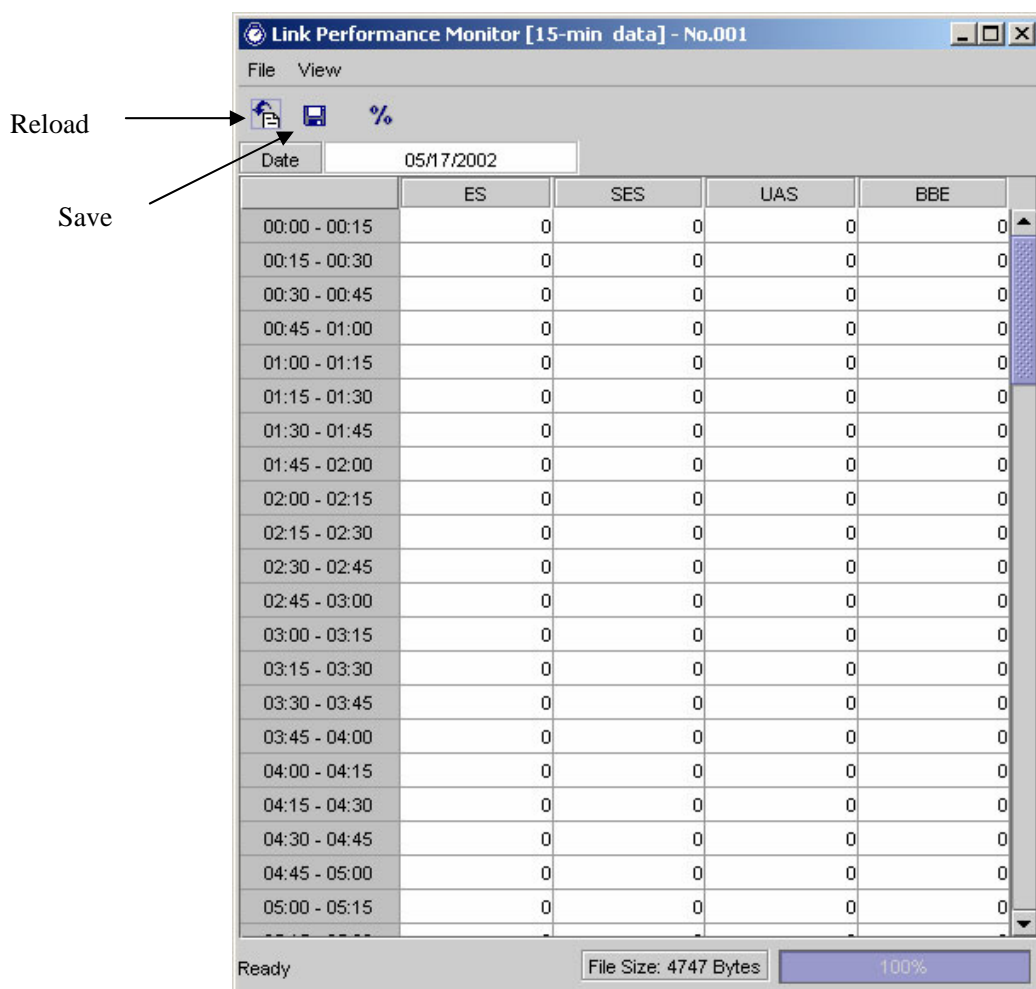 Link Performance Monitor [15-min data] - No.001
File View
Reload
%
Date 05/17/2002
Save
ES SES UAS BBE
00:00 - 00:15 0 0 0 0
00:15 - 00:30 0 0 0 0
00:30 - 00:45 0 0 0 0
00:45 - 01:00 0 0 0 0
01:00 - 01:15 0 0 0 0
01:15 - 01:30 0 0 0 0
01:30 - 01:45 0 0 0 0
01:45 - 02:00 0 0 0 0
02:00 - 02:15 0 0 0 0
02:15 - 02:30 0 0 0 0
02:30 - 02:45 0 0 0 0
02:45 - 03:00 0 0 0 0
03:00 - 03:15 0 0 0 0
03:15 - 03:30 0 0 0 0
03:30 - 03:45 0 0 0 0
03:45 - 04:00 0 0 0 0
04:00 - 04:15 0 0 0 0
04:15 - 04:30 0 0 0 0
04:30 - 04:45 0 0 0 0
04:45 - 05:00 0 0 0 0
05:00 - 05:15 0 0 0 0
Ready File Size: 4747 Bytes 100%